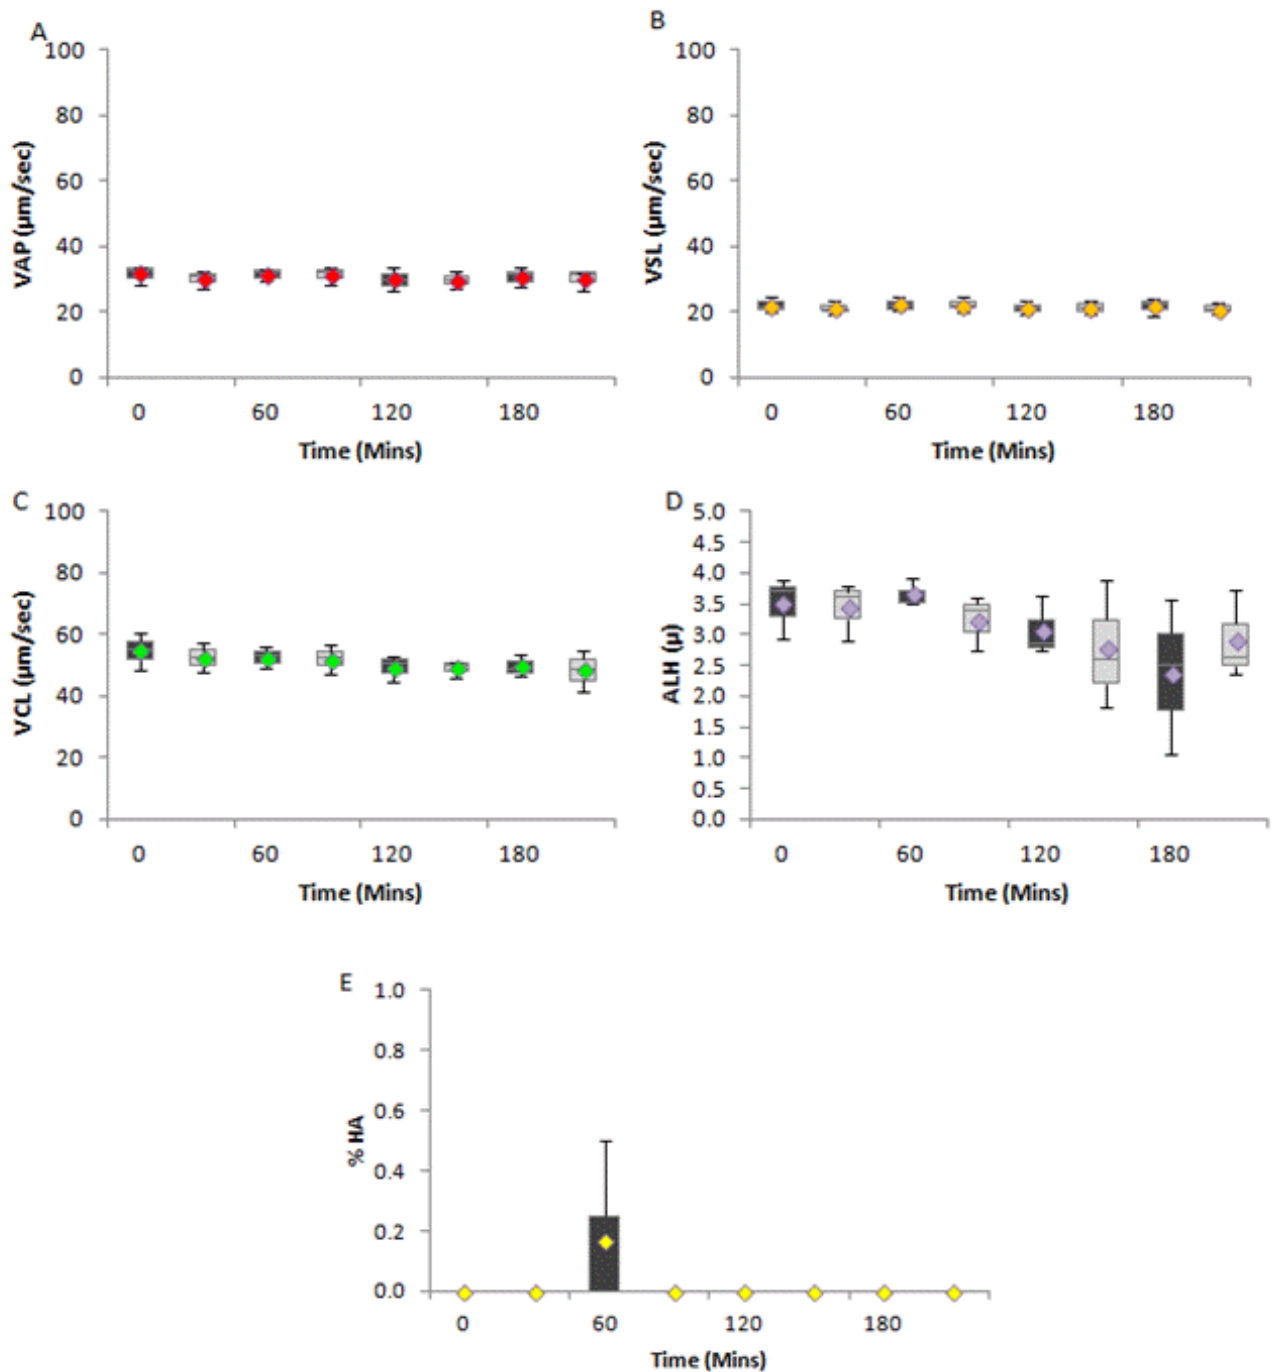 A
100
80
60
40
20
0
VAP (µm/sec)
0 60 120 180
Time (Mins)
B
100
80
60
40
20
0
VSL (µm/sec)
0 60 120 180
Time (Mins)
C
100
80
60
40
20
0
VCL (µm/sec)
0 60 120 180
Time (Mins)
D
5.0
4.5
4.0
3.5
3.0
2.5
2.0
1.5
1.0
0.5
0.0
ALH (µ)
0 60 120 180
Time (Mins)
E
1.0
0.8
0.6
0.4
0.2
0.0
% HA
0 60 120 180
Time (Mins)